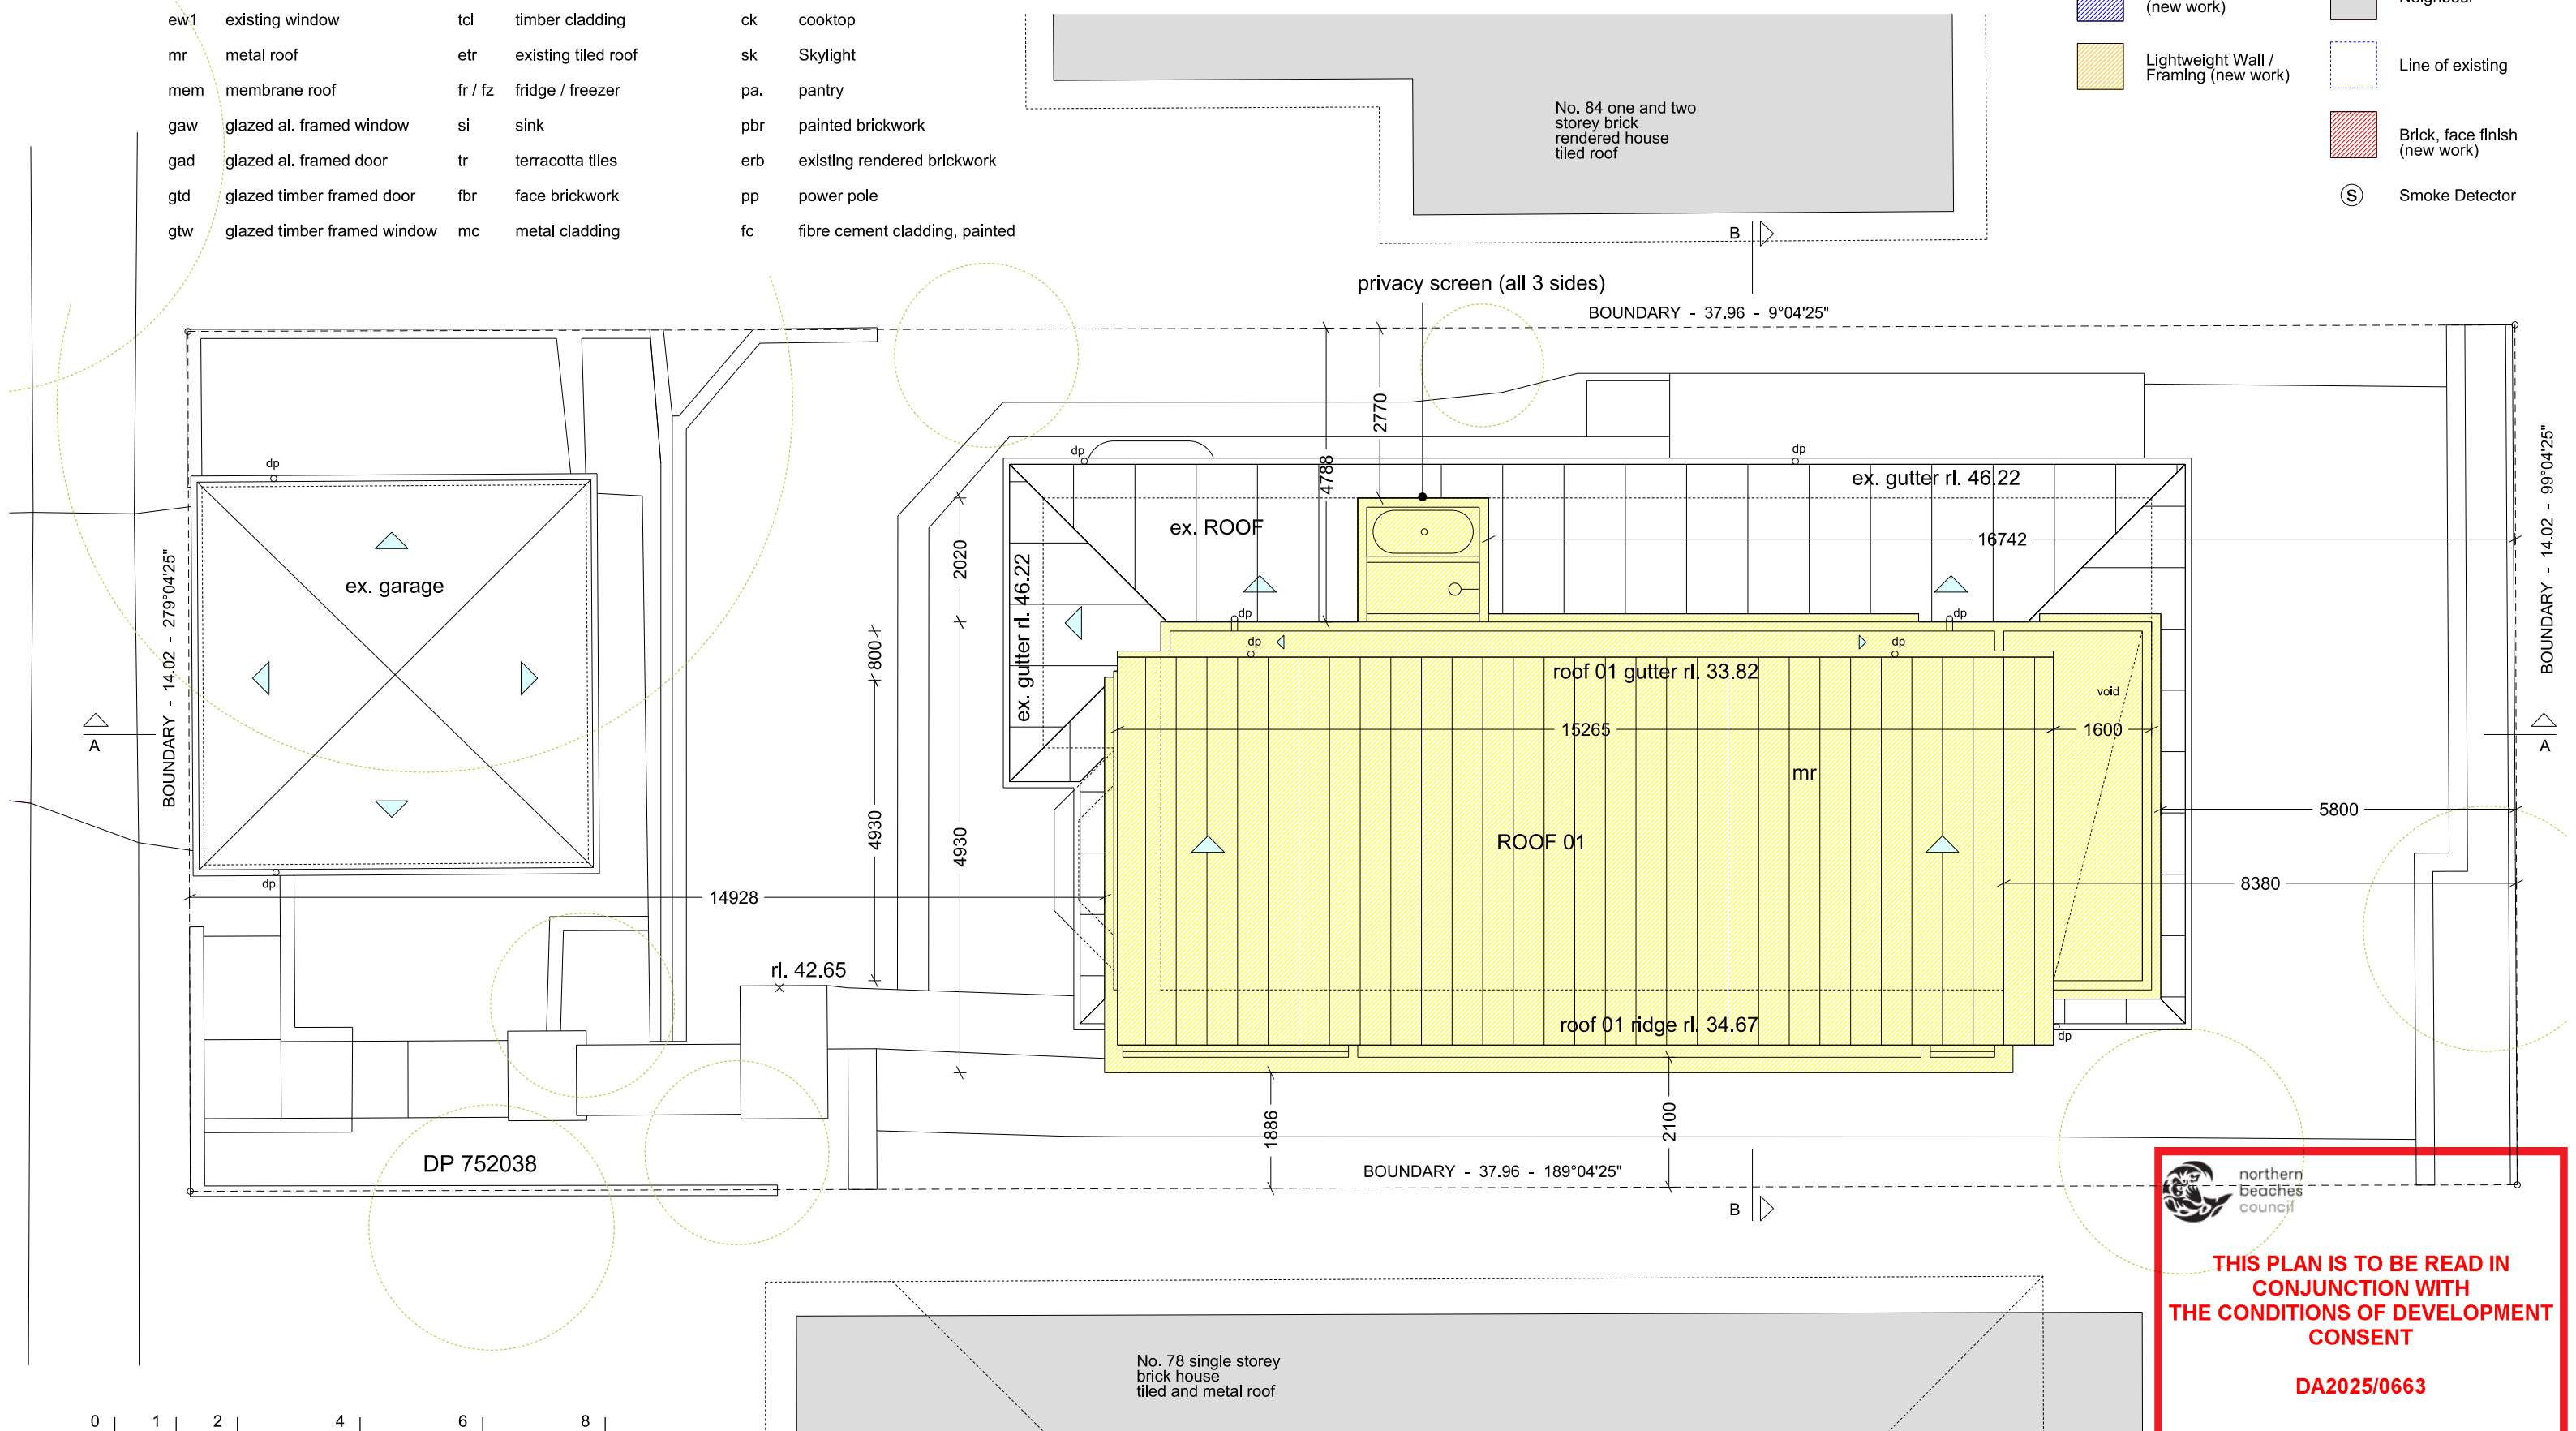 ew1 existing window tcl timber cladding ck cooktop
mr metal roof etr existing tiled roof sk Skylight
mem membrane roof fr / fz fridge / freezer pa. pantry
gaw glazed al. framed window si sink pbr painted brickwork
gad glazed al. framed door tr terracotta tiles erb existing rendered brickwork
gtd glazed timber framed door fbr face brickwork pp power pole
gtw glazed timber framed window mc metal cladding fc fibre cement cladding, painted
(new work)
Lightweight Wall /
Framing (new work)
Line of existing
Brick, face finish
(new work)
S Smoke Detector
No. 84 one and two
storey brick
rendered house
tiled roof
B
privacy screen (all 3 sides)
BOUNDARY - 37.96 - 9°04'25"
2770
4788
dp
dp
dp
ex. gutter rl. 46.22
ex. ROOF
16742
2020
ex. gutter rl. 46.22
ex. garage
BOUNDARY - 14.02 - 279°04'25"
BOUNDARY - 14.02 - 99°04'25"
dp
dp
dp
dp
800
roof 01 gutter rl. 33.82
void
15265
1600
A
A
mr
5800
4930
4930
ROOF 01
8380
dp
14928
rl. 42.65
roof 01 ridge rl. 34.67
dp
1886
2100
DP 752038
BOUNDARY - 37.96 - 189°04'25"
B
northern
beaches
council
THIS PLAN IS TO BE READ IN
CONJUNCTION WITH
THE CONDITIONS OF DEVELOPMENT
CONSENT
DA2025/0663
No. 78 single storey
brick house
tiled and metal roof
0 1 2 4 6 8